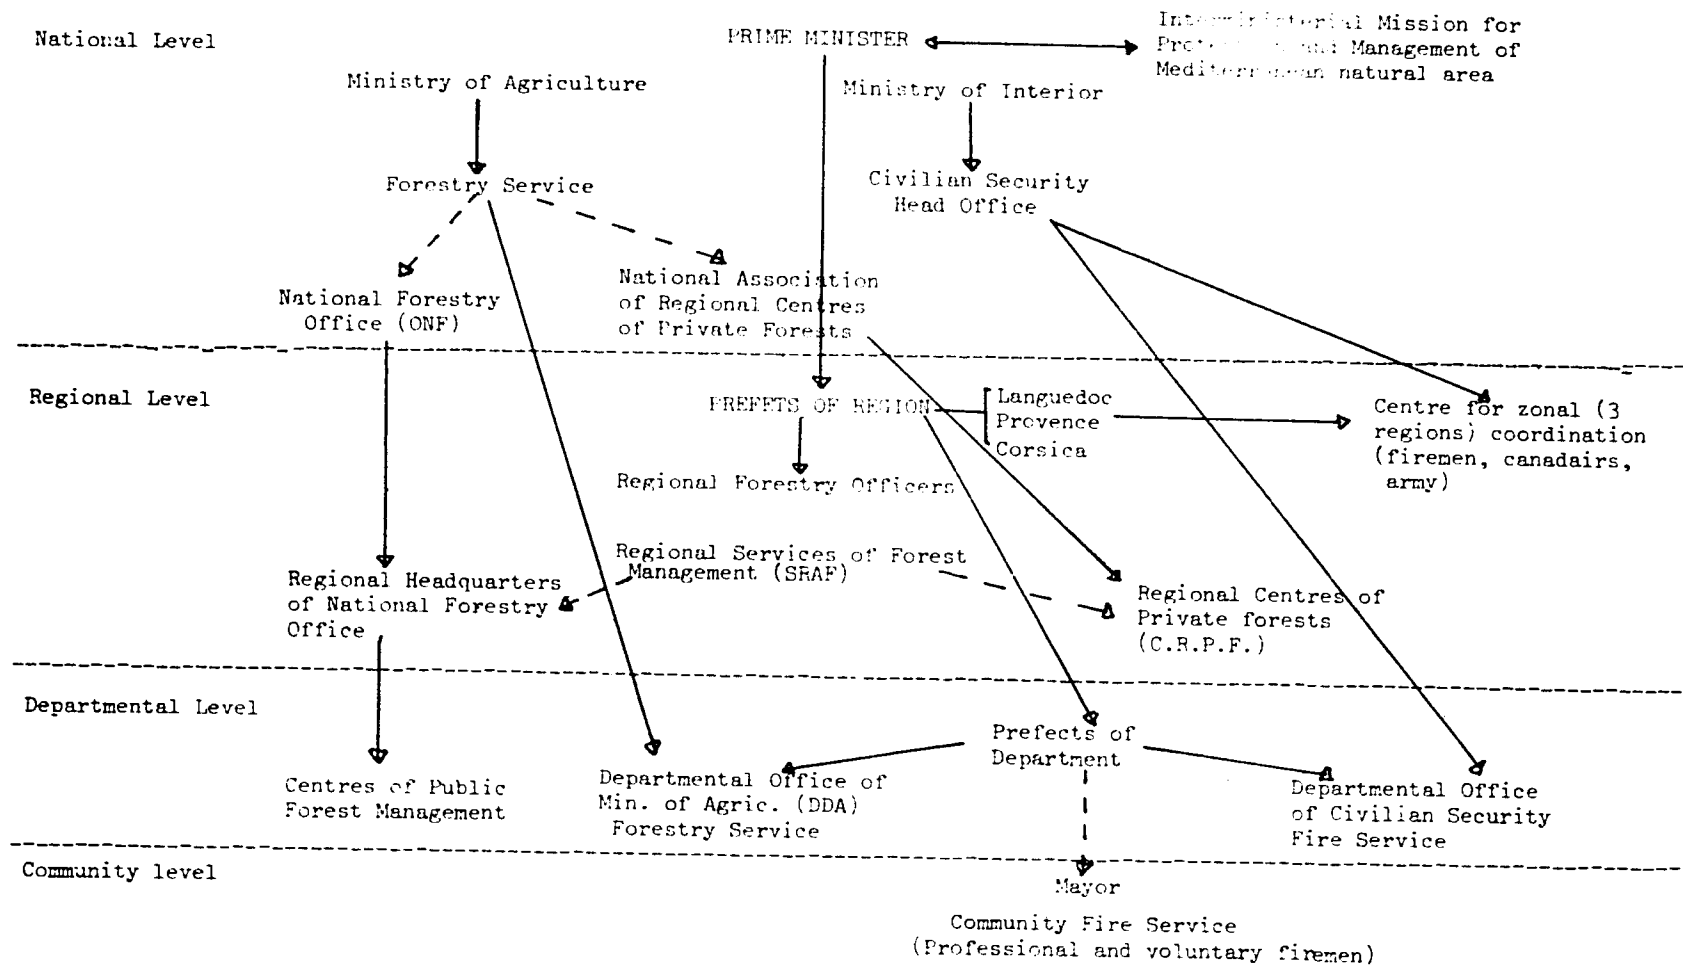 National Level
PRIME MINISTER
Interministerial Mission for
Protection and Management of
Mediterranean natural area
Ministry of Agriculture
Ministry of Interior
Forestry Service
Civilian Security
Head Office
National Association
of Regional Centres
of Private Forests
National Forestry
Office (ONF)
Regional Level
PREFETS OF REGION
Languedoc
Provence
Corsica
Centre for zonal (3
regions) coordination
(firemen, canadairs,
army)
Regional Forestry Officers
Regional Services of Forest
Management (SRAF)
Regional Headquarters
of National Forestry
Office
Regional Centres of
Private forests
(C.R.P.F.)
Departmental Level
Prefects of
Department
Centres of Public
Forest Management
Departmental Office of
Min. of Agric. (DDA)
Forestry Service
Departmental Office
of Civilian Security
Fire Service
Community level
Mayor
Community Fire Service
(Professional and voluntary firemen)